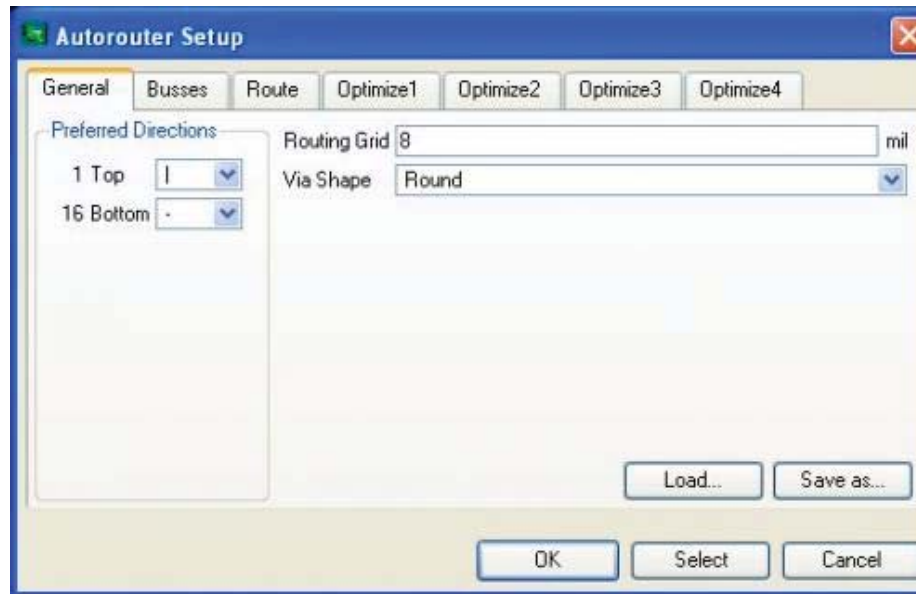 Autorouter Setup
General Busses Route Optimize1 Optimize2 Optimize3 Optimize4
Preferred Directions
1 Top |
16 Bottom -
Routing Grid 8 mil
Via Shape Round
Load... Save as...
OK Select Cancel